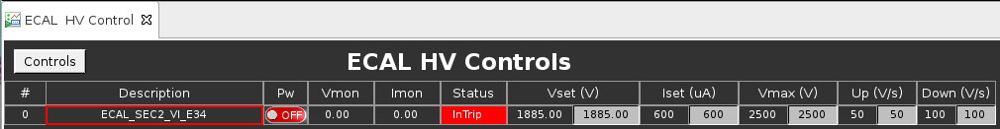 ECAL HV Control
Controls
ECAL HV Controls
# Description Pw Vmon Imon Status Vset (V) Iset (uA) Vmax (V) Up (V/s) Down (V/s)
0 ECAL_SEC2_VI_E34 OFF 0.00 0.00 InTrip 1885.00 1885.00 600 600 2500 2500 50 50 100 100